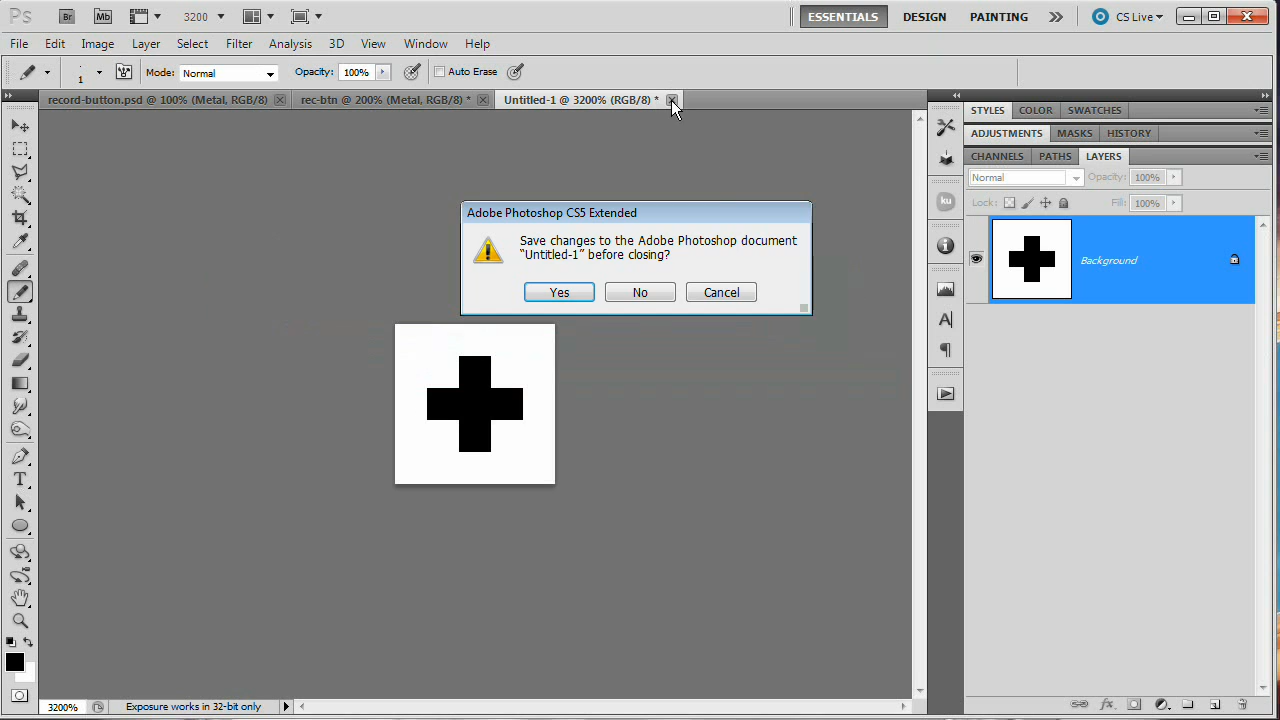 Ps Br Mb 3200 ESSENTIALS DESIGN PAINTING CS Live
File Edit Image Layer Select Filter Analysis 3D View Window Help
1 Mode: Normal Opacity: 100% Auto Erase
record-button.psd @ 100% (Metal, RGB/8) rec-btn @ 200% (Metal, RGB/8) * Untitled-1 @ 3200% (RGB/8) *
STYLES COLOR SWATCHES
ADJUSTMENTS MASKS HISTORY
CHANNELS PATHS LAYERS
Normal Opacity: 100%
Lock: Fill: 100%
ku
Background
Adobe Photoshop CS5 Extended
Save changes to the Adobe Photoshop document
“Untitled-1” before closing?
Yes No Cancel
3200% Exposure works in 32-bit only